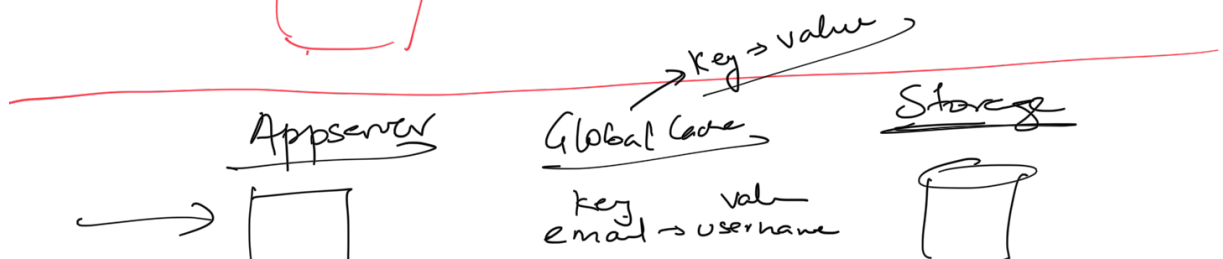 Key → value
Appserver
Global Cache
Storage
Key value
email → username